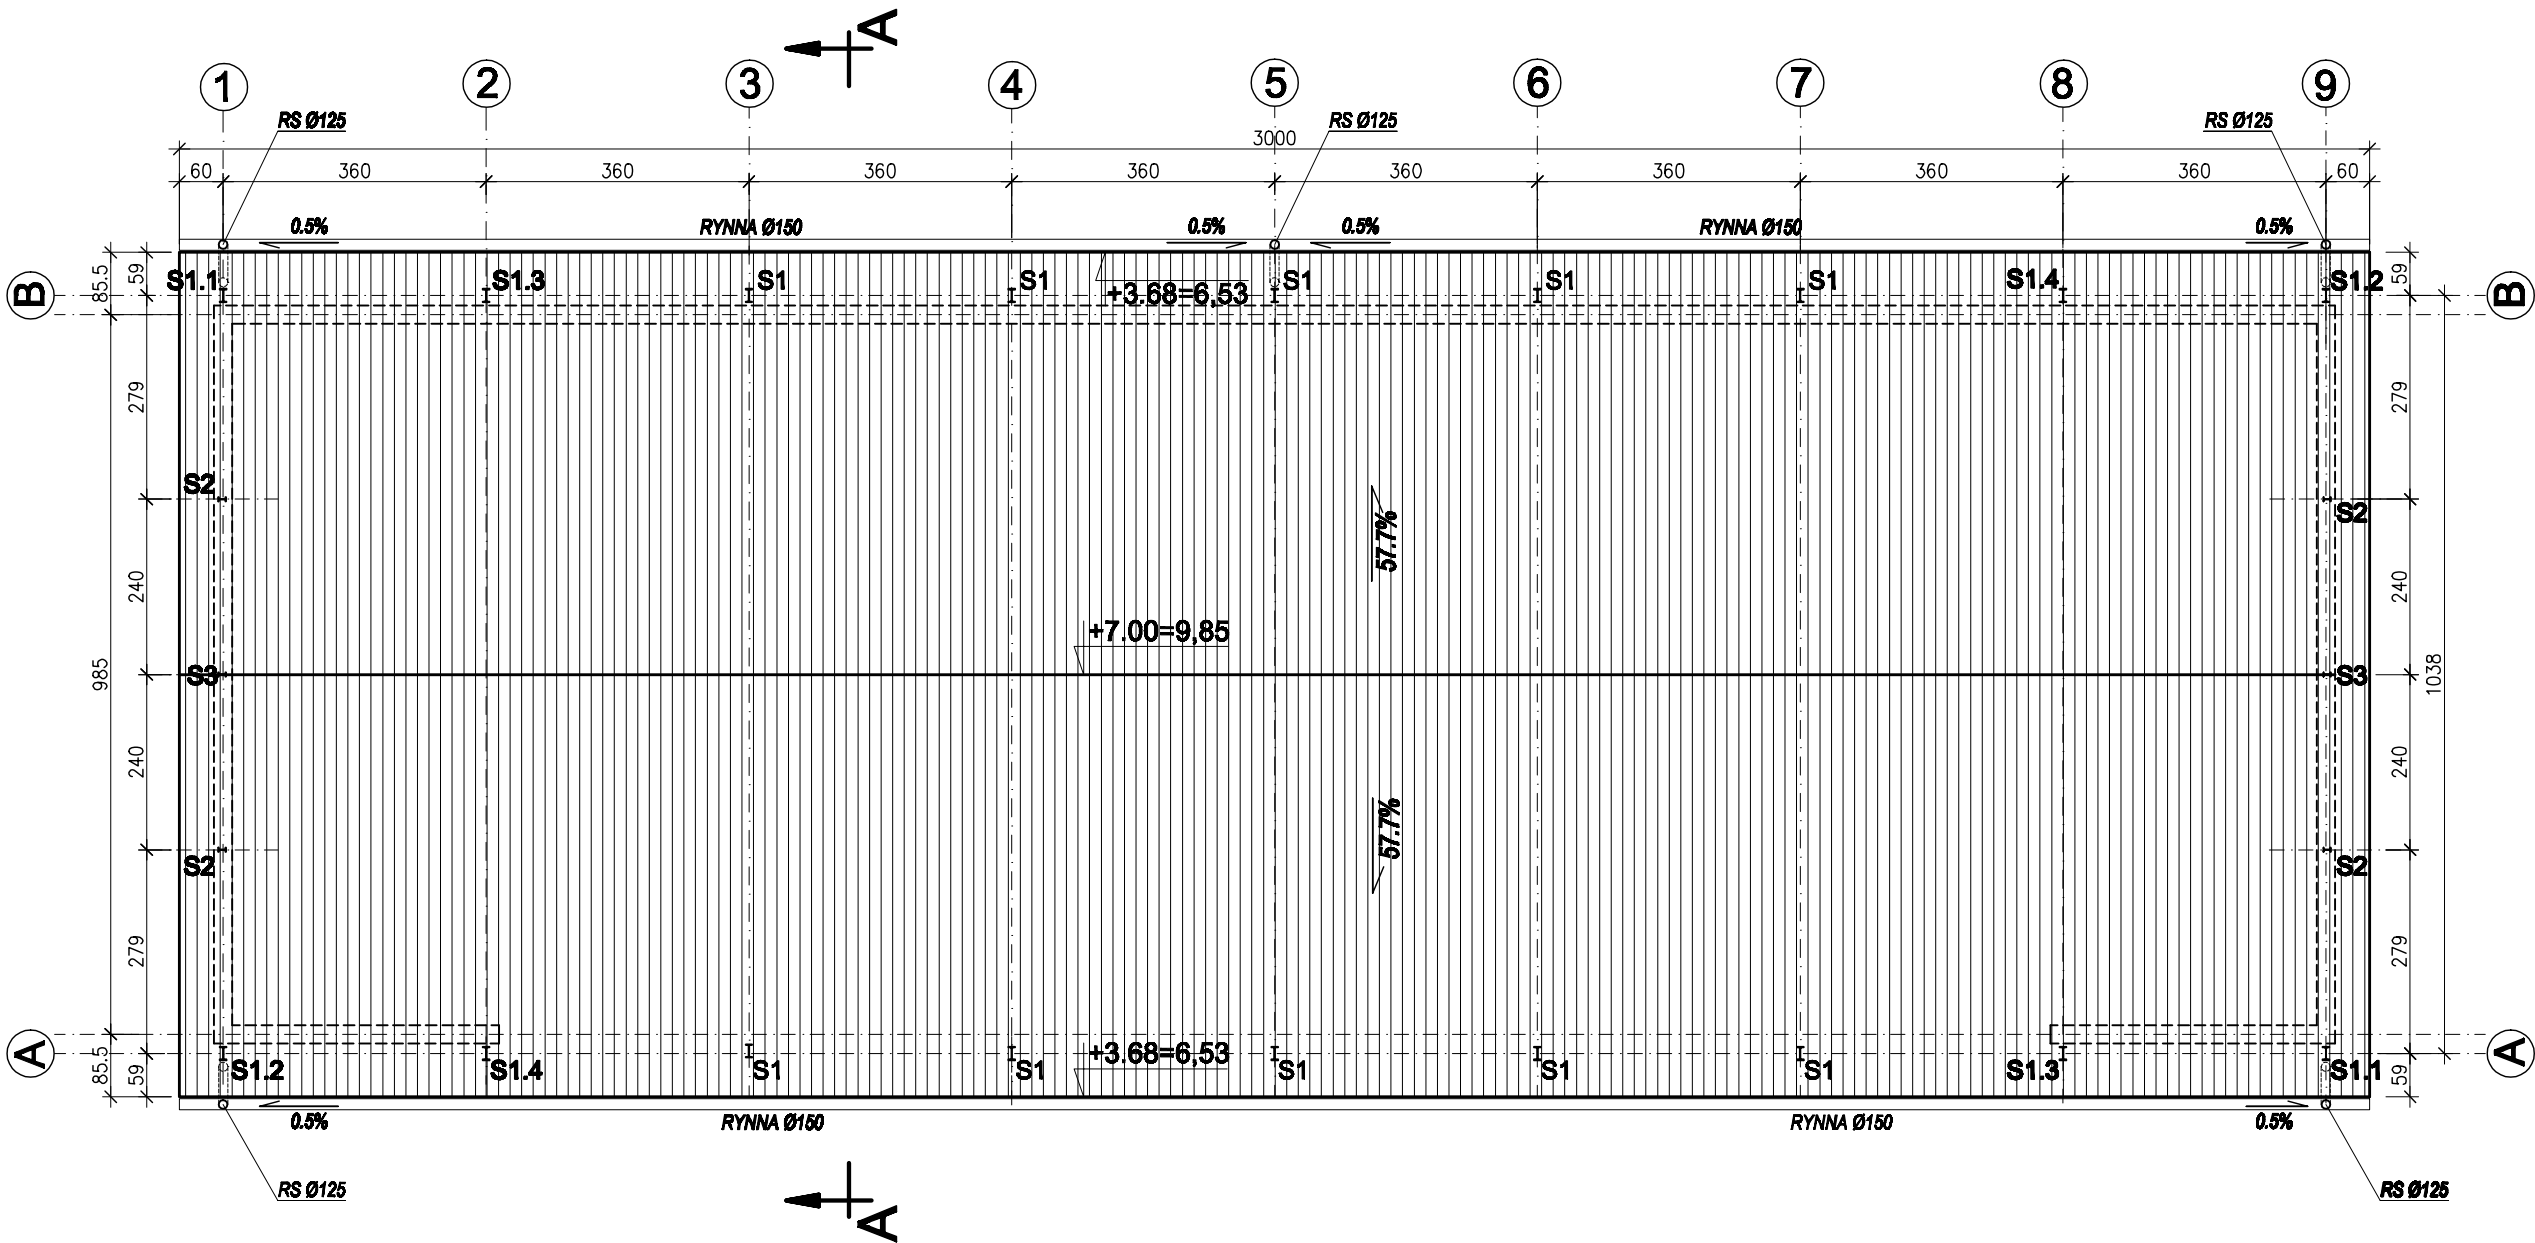 A
1 2 3 4 5 6 7 8 9
RS Ø125 RS Ø125 RS Ø125
3000
60 360 360 360 360 360 360 360 360 60
0.5% RYNNA Ø150 0.5% 0.5% RYNNA Ø150 0.5%
B 85.5 59 S1.1 S1.3 S1 S1 S1 S1 S1 S1.4 S1.2 59 B
+3.68=6,53
279 279
S2 S2
57.7%
240 240
+7.00=9,85
985 S3 S3 1038
240 240
57.7%
S2 S2
279 279
+3.68=6,53
A 85.5 59 S1.2 S1.4 S1 S1 S1 S1 S1 S1.3 S1.1 59 A
0.5% RYNNA Ø150 RYNNA Ø150 0.5%
RS Ø125 RS Ø125
A